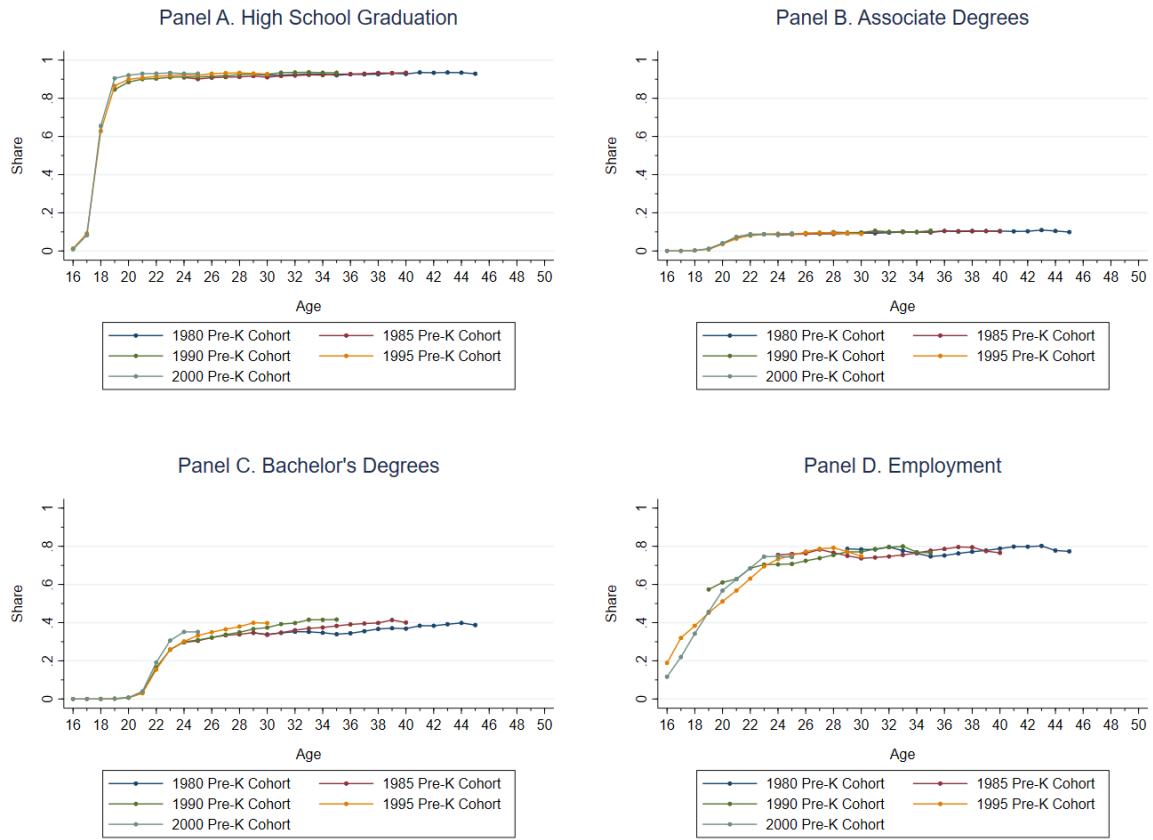 Panel A. High School Graduation
Share
0 .2 .4 .6 .8 1
16 18 20 22 24 26 28 30 32 34 36 38 40 42 44 46 48 50
Age
1980 Pre-K Cohort 1985 Pre-K Cohort
1990 Pre-K Cohort 1995 Pre-K Cohort
2000 Pre-K Cohort
Panel B. Associate Degrees
Share
0 .2 .4 .6 .8 1
16 18 20 22 24 26 28 30 32 34 36 38 40 42 44 46 48 50
Age
1980 Pre-K Cohort 1985 Pre-K Cohort
1990 Pre-K Cohort 1995 Pre-K Cohort
2000 Pre-K Cohort
Panel C. Bachelor's Degrees
Share
0 .2 .4 .6 .8 1
16 18 20 22 24 26 28 30 32 34 36 38 40 42 44 46 48 50
Age
1980 Pre-K Cohort 1985 Pre-K Cohort
1990 Pre-K Cohort 1995 Pre-K Cohort
2000 Pre-K Cohort
Panel D. Employment
Share
0 .2 .4 .6 .8 1
16 18 20 22 24 26 28 30 32 34 36 38 40 42 44 46 48 50
Age
1980 Pre-K Cohort 1985 Pre-K Cohort
1990 Pre-K Cohort 1995 Pre-K Cohort
2000 Pre-K Cohort